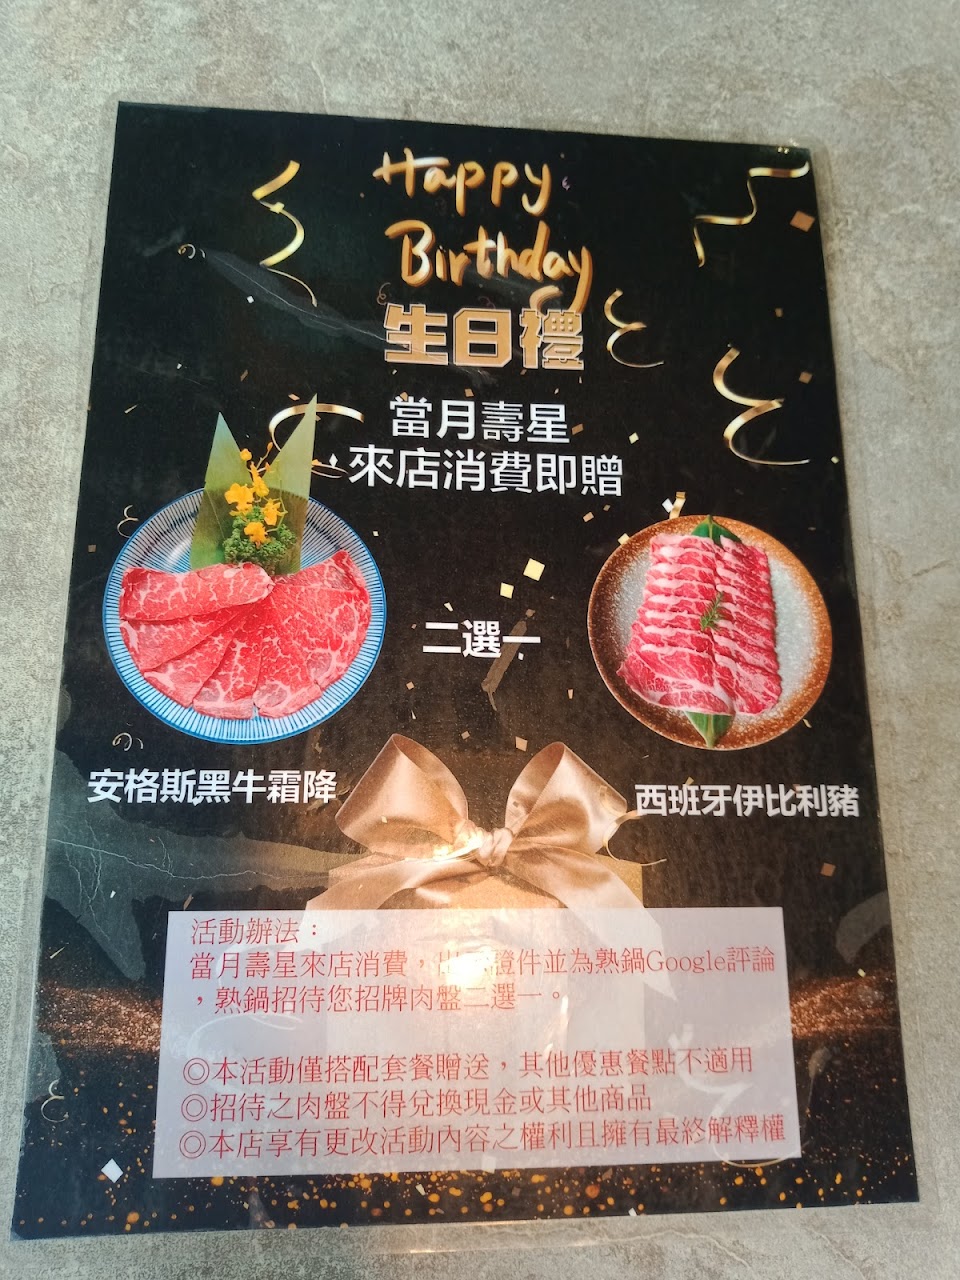 Happy
Birthday
生日禮
當月壽星
來店消費即贈
二選一
安格斯黑牛霜降
西班牙伊比利豬
活動辦法：
當月壽星來店消費，出示證件並為熟鍋Google評論
，熟鍋招待您招牌肉盤二選一。
◎本活動僅搭配套餐贈送，其他優惠餐點不適用
◎招待之肉盤不得兌換現金或其他商品
◎本店享有更改活動內容之權利且擁有最終解釋權